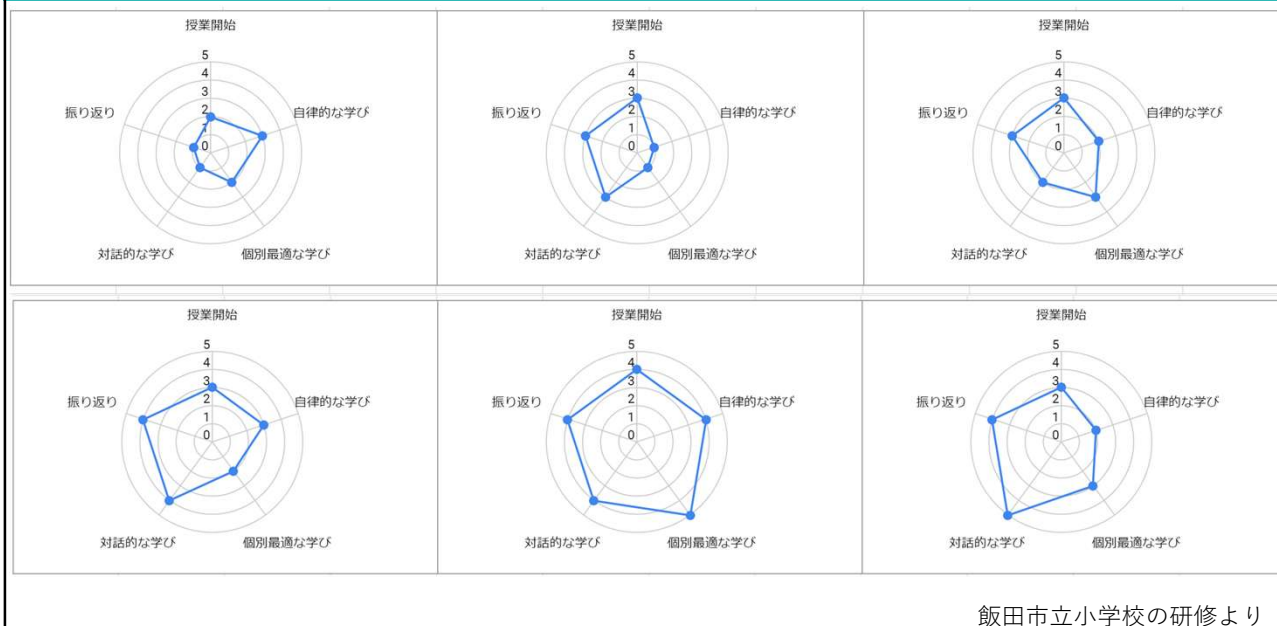 授業開始
5
4
3
2
1
0
自律的な学び
個別最適な学び
対話的な学び
振り返り
授業開始
5
4
3
2
1
0
自律的な学び
個別最適な学び
対話的な学び
振り返り
授業開始
5
4
3
2
1
0
自律的な学び
個別最適な学び
対話的な学び
振り返り
授業開始
5
4
3
2
1
0
自律的な学び
個別最適な学び
対話的な学び
振り返り
授業開始
5
4
3
2
1
0
自律的な学び
個別最適な学び
対話的な学び
振り返り
授業開始
5
4
3
2
1
0
自律的な学び
個別最適な学び
対話的な学び
振り返り
飯田市立小学校の研修より